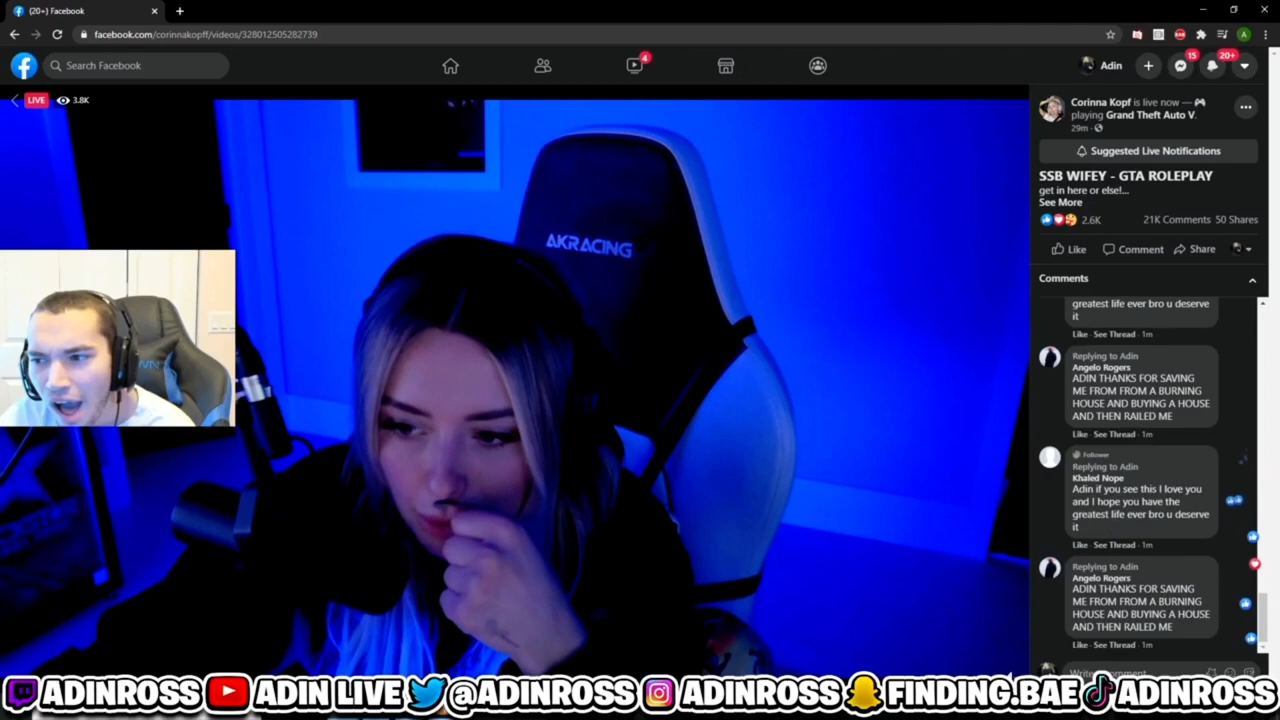 (20+) Facebook
facebook.com/corinnakopff/videos/328012505282739
Search Facebook
4
Adin
15
20+
LIVE 3.8K
Corinna Kopf is live now —
playing Grand Theft Auto V.
29m
Suggested Live Notifications
SSB WIFEY - GTA ROLEPLAY
get in here or else!...
See More
2.6K 21K Comments 50 Shares
Like Comment Share
Comments
greatest life ever bro u deserve
it
Like · See Thread · 1m
Replying to Adin
Angelo Rogers
ADIN THANKS FOR SAVING
ME FROM FROM A BURNING
HOUSE AND BUYING A HOUSE
AND THEN RAILED ME
Like · See Thread · 1m
Follower
Replying to Adin
Khaled Nope
Adin if you see this I love you
and I hope you have the
greatest life ever bro u deserve
it
Like · See Thread · 1m
Replying to Adin
Angelo Rogers
ADIN THANKS FOR SAVING
ME FROM FROM A BURNING
HOUSE AND BUYING A HOUSE
AND THEN RAILED ME
Like · See Thread · 1m
AKRACING
ADINROSS ADIN LIVE @ADINROSS ADINROSS FINDING.BAE ADINROSS